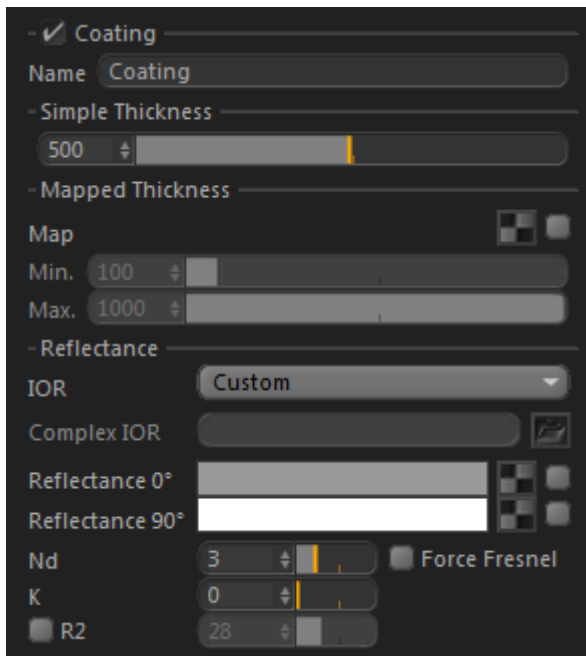 Coating
Name Coating
Simple Thickness
500
Mapped Thickness
Map
Min. 100
Max. 1000
Reflectance
IOR Custom
Complex IOR
Reflectance 0°
Reflectance 90°
Nd 3 Force Fresnel
K 0
R2 28